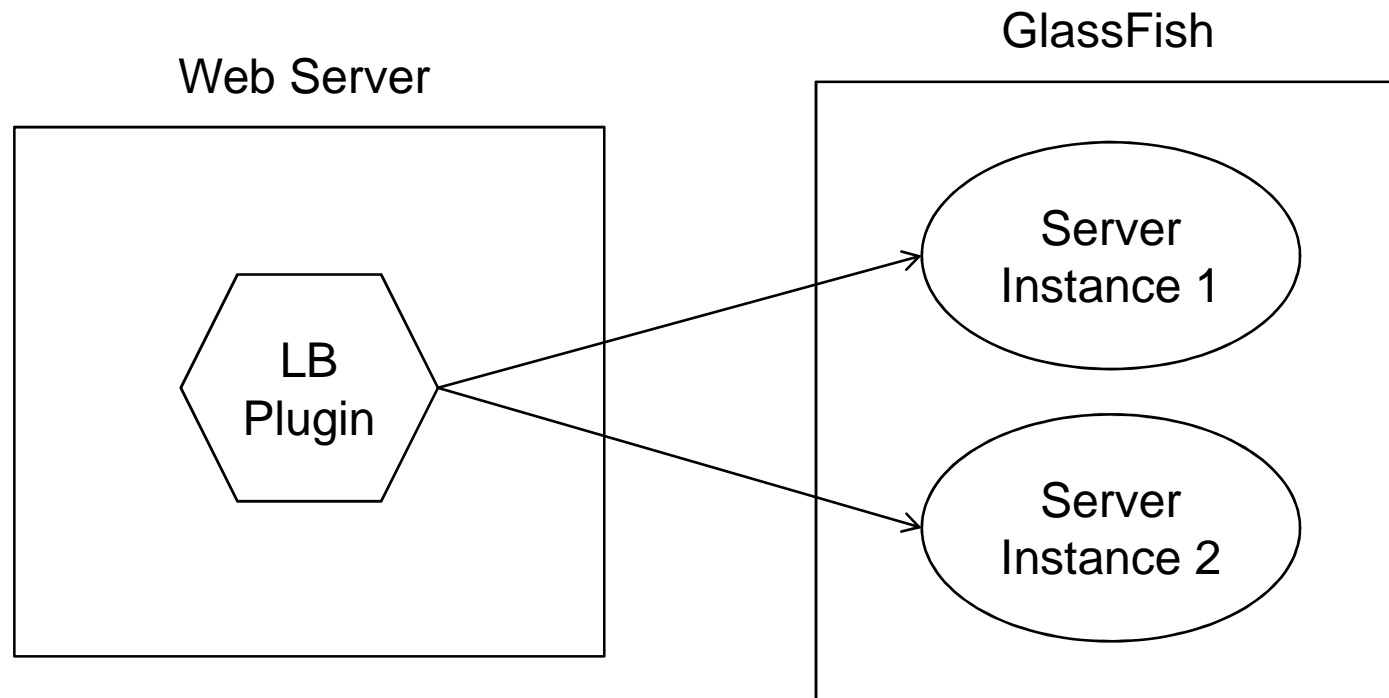 GlassFish
Web Server
Server
Instance 1
LB
Plugin
Server
Instance 2